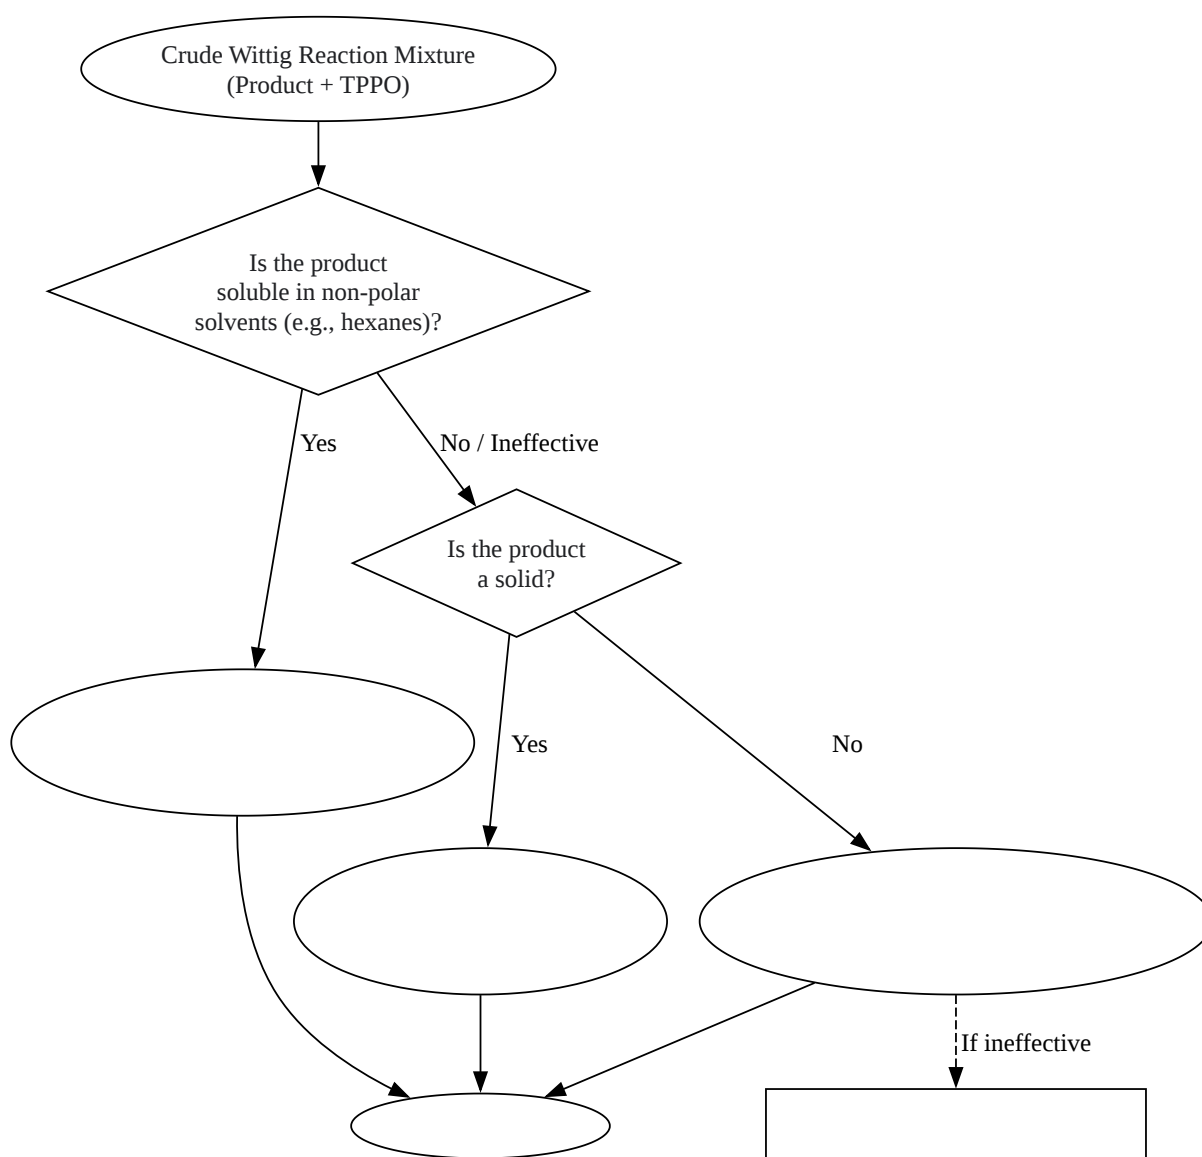 Crude Wittig Reaction Mixture
(Product + TPPO)
Is the product
soluble in non-polar
solvents (e.g., hexanes)?
Yes
No / Ineffective
Is the product
a solid?
Yes
No
If ineffective